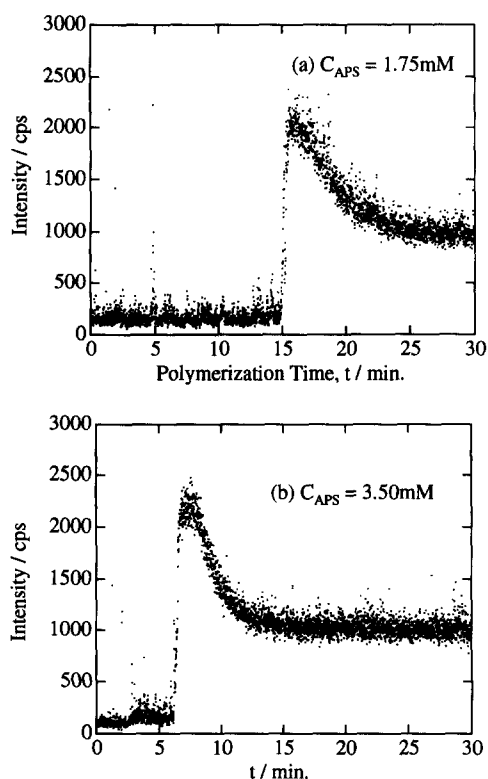 3000
(a) C_APS = 1.75mM
2500
2000
Intensity / cps
1500
1000
500
0
0 5 10 15 20 25 30
Polymerization Time, t / min.
3000
2500
(b) C_APS = 3.50mM
2000
Intensity / cps
1500
1000
500
0
0 5 10 15 20 25 30
t / min.